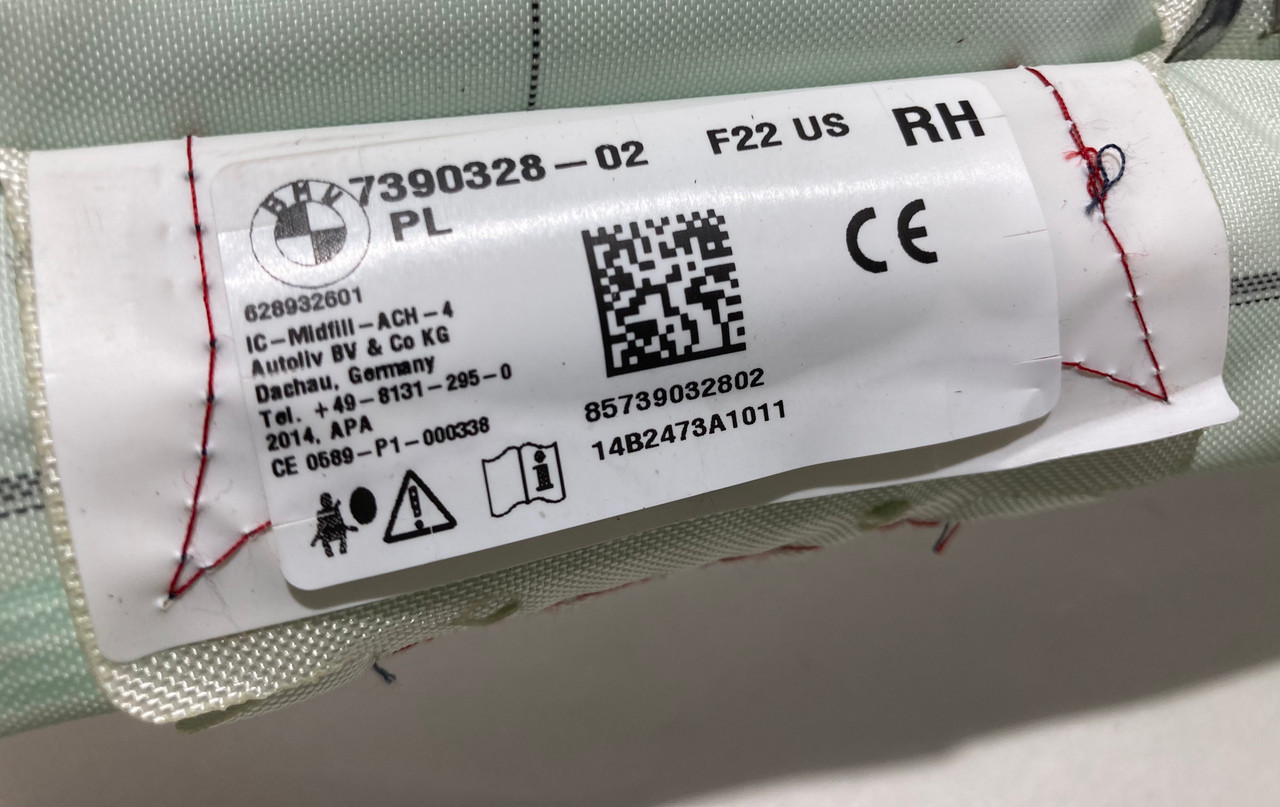 BMW
7390328-02 F22 US RH
PL
CE
628932601
IC-Midfill-ACH-4
Autoliv BV & Co KG
Dachau, Germany
Tel. +49-8131-295-0
2014, APA
CE 0589-P1-000338
85739032802
14B2473A1011